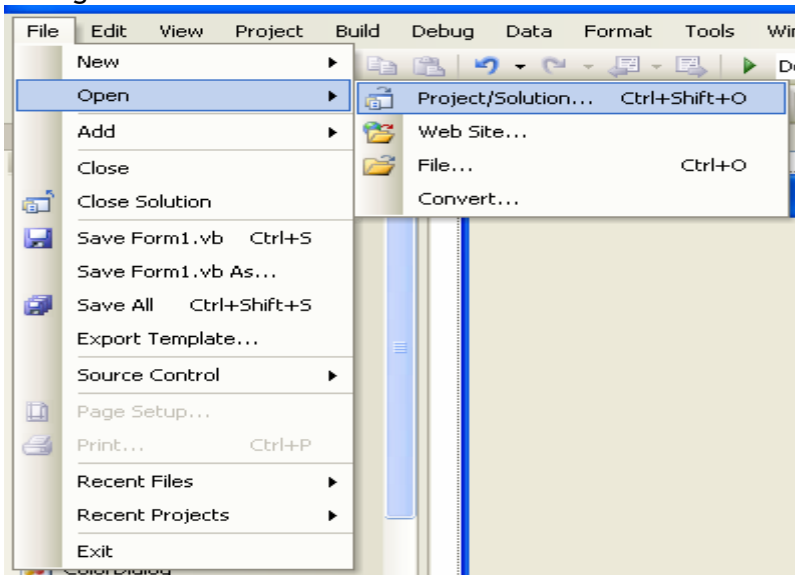 File Edit View Project Build Debug Data Format Tools
New
Open
Project/Solution... Ctrl+Shift+O
Add
Web Site...
Close
File... Ctrl+O
Close Solution
Convert...
Save Form1.vb Ctrl+S
Save Form1.vb As...
Save All Ctrl+Shift+S
Export Template...
Source Control
Page Setup...
Print... Ctrl+P
Recent Files
Recent Projects
Exit